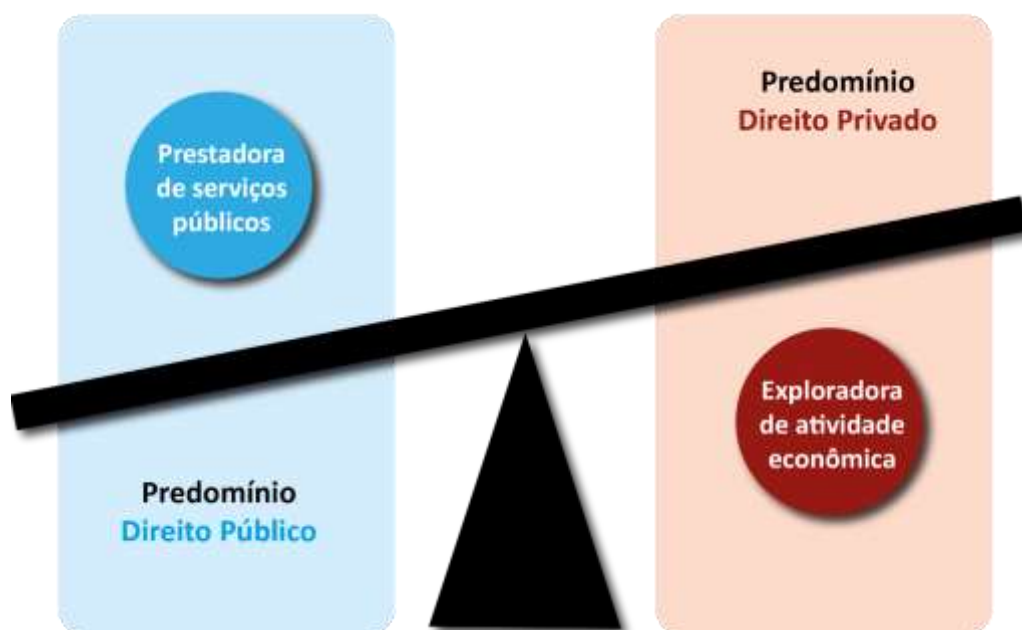 Prestadora
de serviços
públicos
Predomínio
Direito Público
Predomínio
Direito Privado
Exploradora
de atividade
econômica